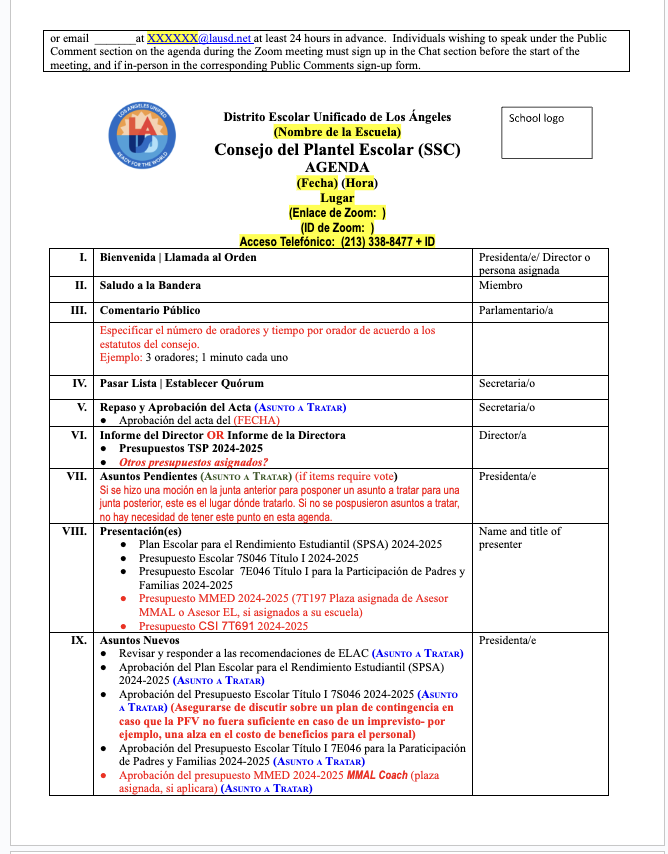 or email _______at XXXXXX@lausd.net at least 24 hours in advance. Individuals wishing to speak under the Public
Comment section on the agenda during the Zoom meeting must sign up in the Chat section before the start of the
meeting, and if in-person in the corresponding Public Comments sign-up form.
LOS ANGELES UNIFIED
LAUSD
READY FOR THE WORLD
Distrito Escolar Unificado de Los Ángeles
(Nombre de la Escuela)
Consejo del Plantel Escolar (SSC)
AGENDA
(Fecha) (Hora)
Lugar
(Enlace de Zoom: )
(ID de Zoom: )
Acceso Telefónico: (213) 338-8477 + ID
School logo
I. Bienvenida | Llamada al Orden Presidenta/e/ Director o
persona asignada
II. Saludo a la Bandera Miembro
III. Comentario Público Parlamentario/a
Especificar el número de oradores y tiempo por orador de acuerdo a los
estatutos del consejo.
Ejemplo: 3 oradores; 1 minuto cada uno
IV. Pasar Lista | Establecer Quórum Secretaria/o
V. Repaso y Aprobación del Acta (ASUNTO A TRATAR) Secretaria/o
● Aprobación del acta del (FECHA)
VI. Informe del Director OR Informe de la Directora Director/a
● Presupuestos TSP 2024-2025
● Otros presupuestos asignados?
VII. Asuntos Pendientes (ASUNTO A TRATAR) (if items require vote) Presidenta/e
Si se hizo una moción en la junta anterior para posponer un asunto a tratar para una
junta posterior, este es el lugar dónde tratarlo. Si no se pospusieron asuntos a tratar,
no hay necesidad de tener este punto en esta agenda.
VIII. Presentación(es) Name and title of
presenter
● Plan Escolar para el Rendimiento Estudiantil (SPSA) 2024-2025
● Presupuesto Escolar 7S046 Título I 2024-2025
● Presupuesto Escolar 7E046 Título I para la Participación de Padres y
Familias 2024-2025
● Presupuesto MMED 2024-2025 (7T197 Plaza asignada de Asesor
MMAL o Asesor EL, si asignados a su escuela)
● Presupuesto CSI 7T691 2024-2025
IX. Asuntos Nuevos Presidenta/e
● Revisar y responder a las recomendaciones de ELAC (ASUNTO A TRATAR)
● Aprobación del Plan Escolar para el Rendimiento Estudiantil (SPSA)
2024-2025 (ASUNTO A TRATAR)
● Aprobación del Presupuesto Escolar Título I 7S046 2024-2025 (ASUNTO
A TRATAR) (Asegurarse de discutir sobre un plan de contingencia en
caso que la PFV no fuera suficiente en caso de un imprevisto- por
ejemplo, una alza en el costo de beneficios para el personal)
● Aprobación del Presupuesto Escolar Título I 7E046 para la Paraticipación
de Padres y Familias 2024-2025 (ASUNTO A TRATAR)
● Aprobación del presupuesto MMED 2024-2025 MMAL Coach (plaza
asignada, si aplicara) (ASUNTO A TRATAR)